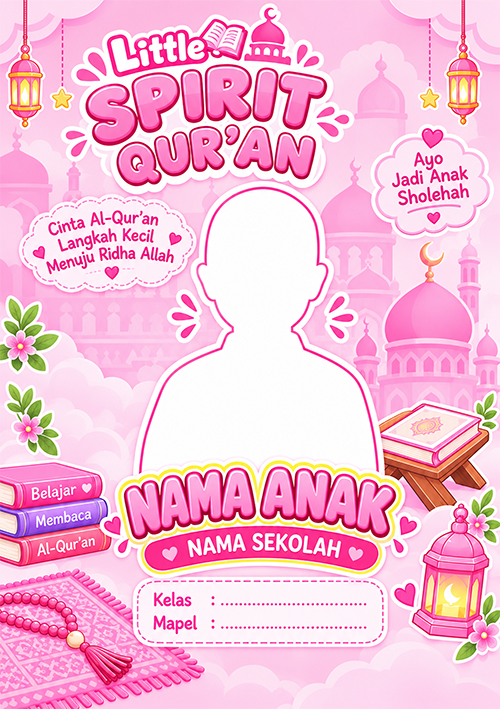 Little
SPIRIT
QUR'AN
Ayo
Jadi Anak
Sholehah
Cinta Al-Qur'an
Langkah Kecil
Menuju Ridha Allah
Belajar
Membaca
Al-Qur'an
NAMA ANAK
NAMA SEKOLAH
Kelas : ................................
Mapel : ................................